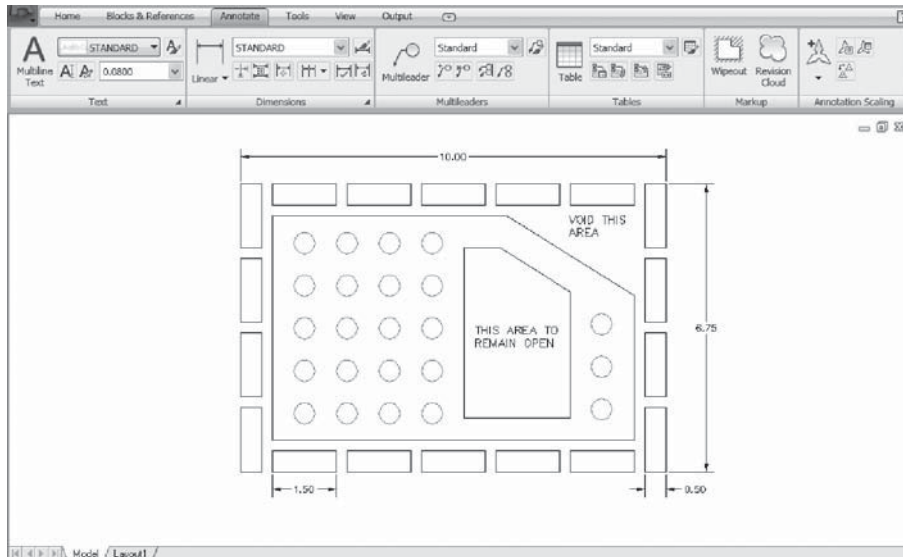 Home Blocks & References Annotate Tools View Output
STANDARD
STANDARD
Standard
Standard
Multiline
Text
0.0800
Linear
Multileader
Table
Wipeout
Revision
Cloud
Text
Dimensions
Multileaders
Tables
Markup
Annotation Scaling
10.00
VOID THIS
AREA
THIS AREA TO
REMAIN OPEN
6.75
1.50
0.50
Model / Layout1 /